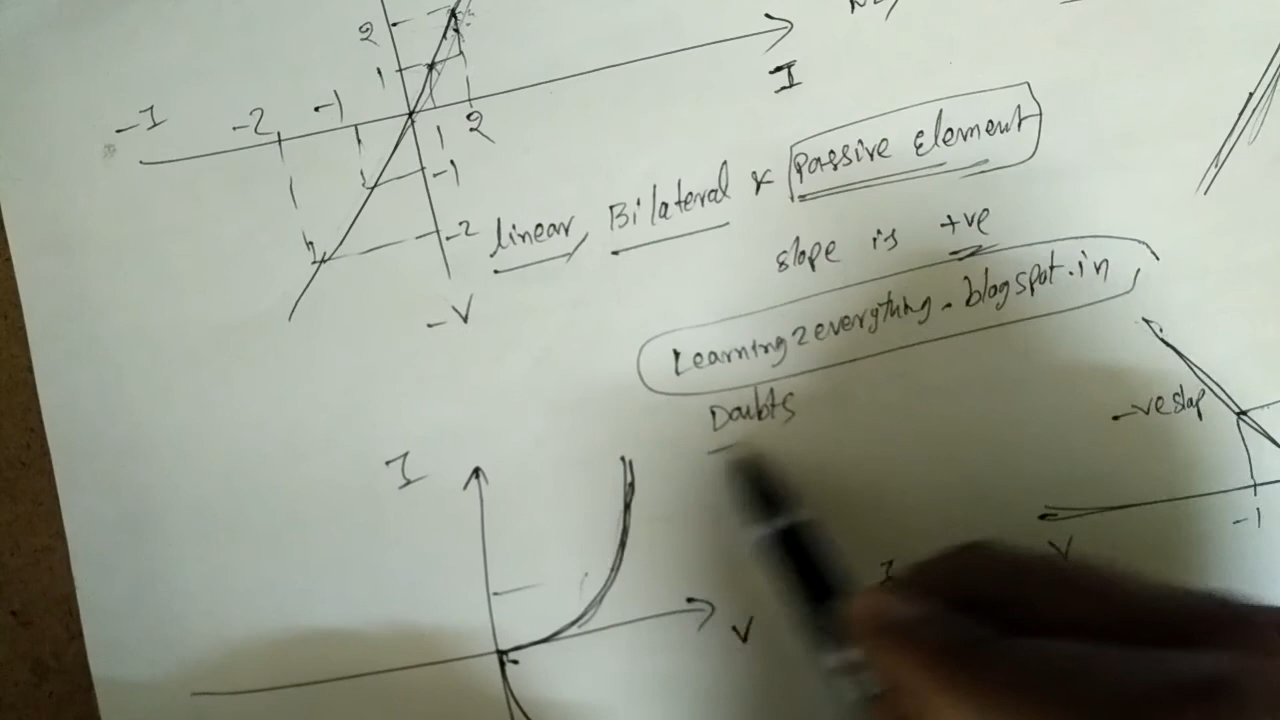 2
1
I
-I -2 -1
1 2
-1
-2
-V
linear, Bilateral & Passive Element
slope is +ve
Learning2everything.blogspot.in
Doubts
-ve slop
-1
V
I
V
I